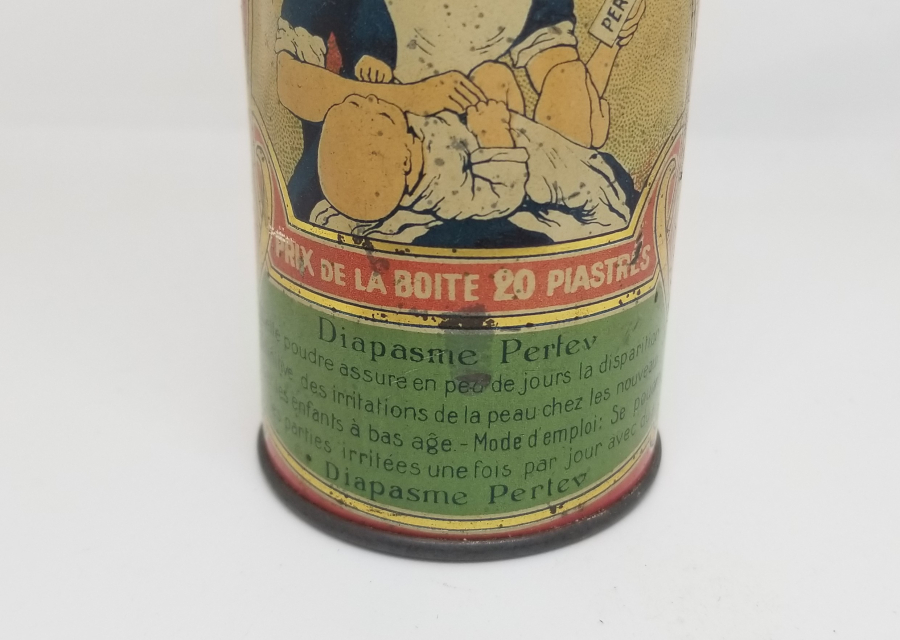 PER
PRIX DE LA BOITE 20 PIASTRES
Diapasme Pertev
poudre assure en peu de jours la disparition
des irritations de la peau chez les nouveau
enfants à bas age.- Mode d'emploi: Se
parties irritées une fois par jour avec
Diapasme Pertev